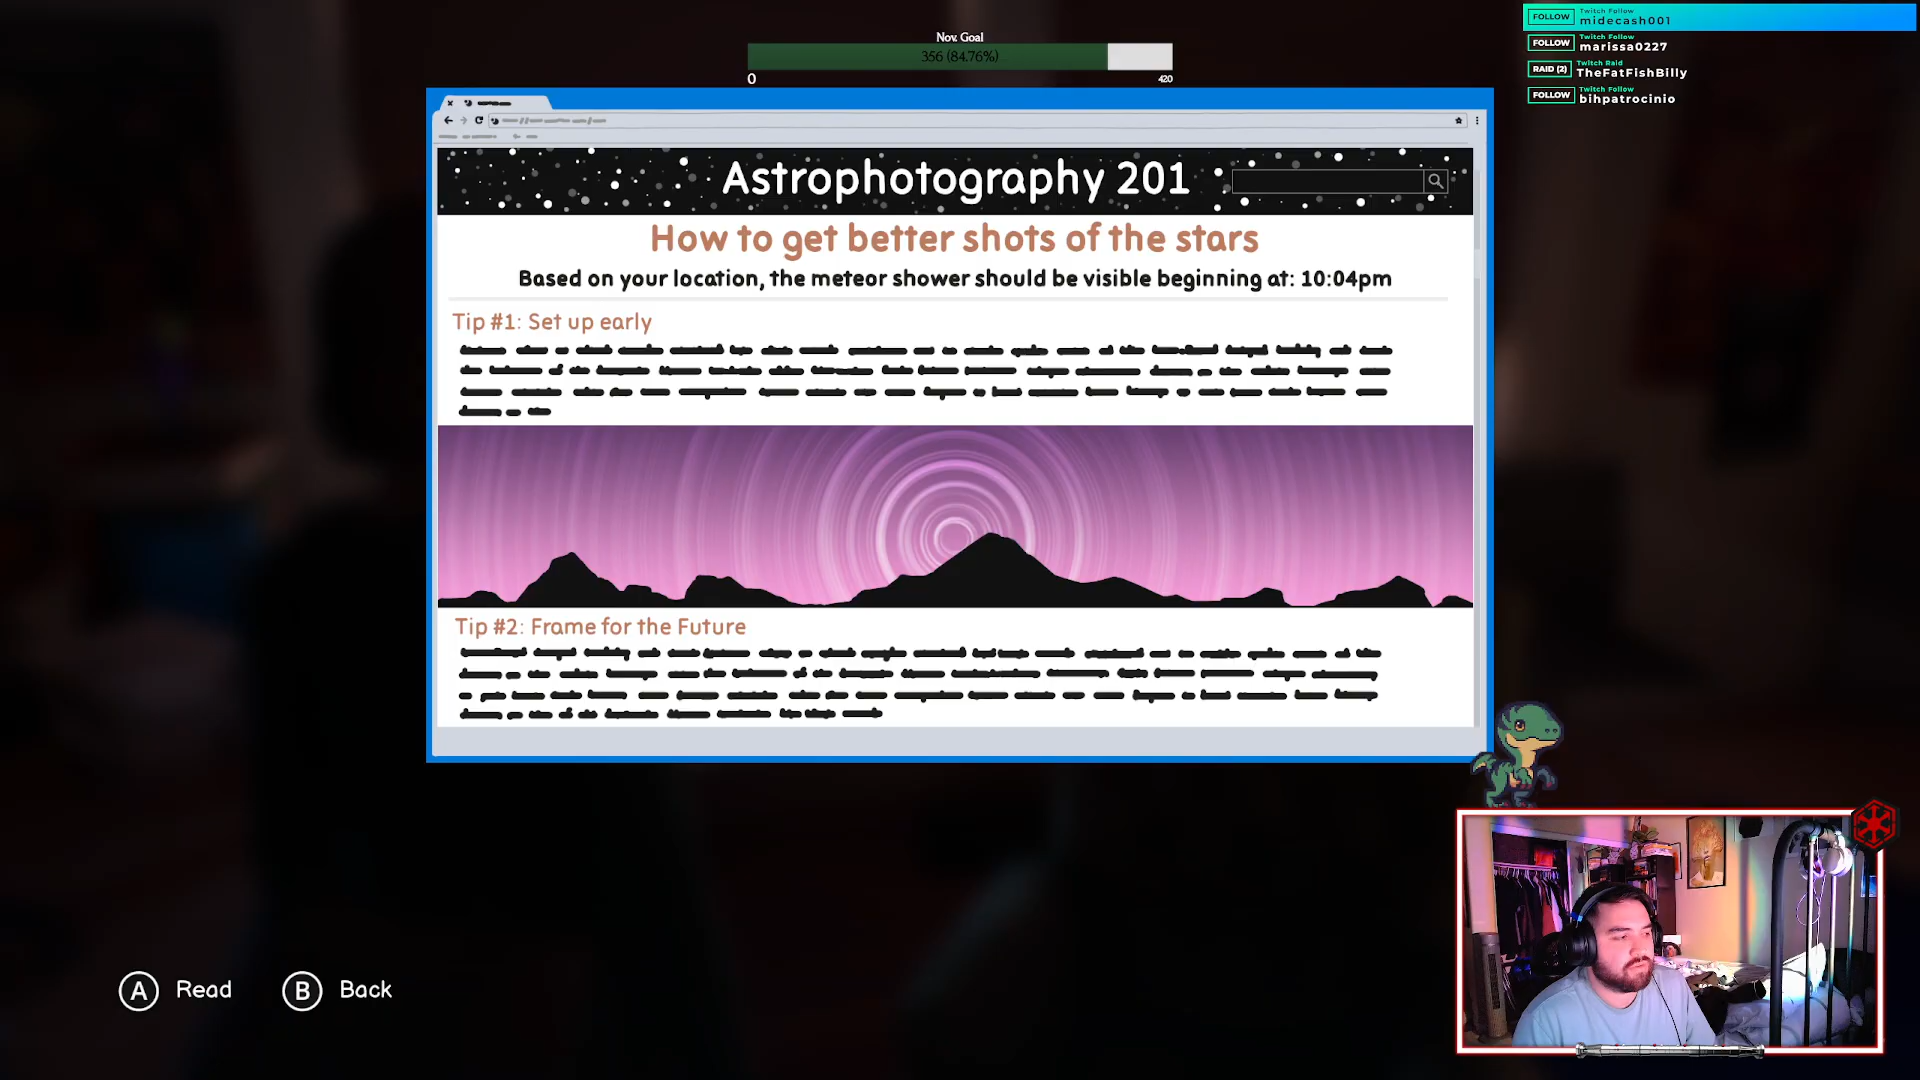 Nov. Goal
356 (84.76%)
0
420
FOLLOW
Twitch Follow
midecash001
FOLLOW
Twitch Follow
marissa0227
RAID (2)
Twitch Raid
TheFatFishBilly
FOLLOW
Twitch Follow
bihpatrocinio
Astrophotography 201
How to get better shots of the stars
Based on your location, the meteor shower should be visible beginning at: 10:04pm
Tip #1: Set up early
Tip #2: Frame for the Future
A Read
B Back